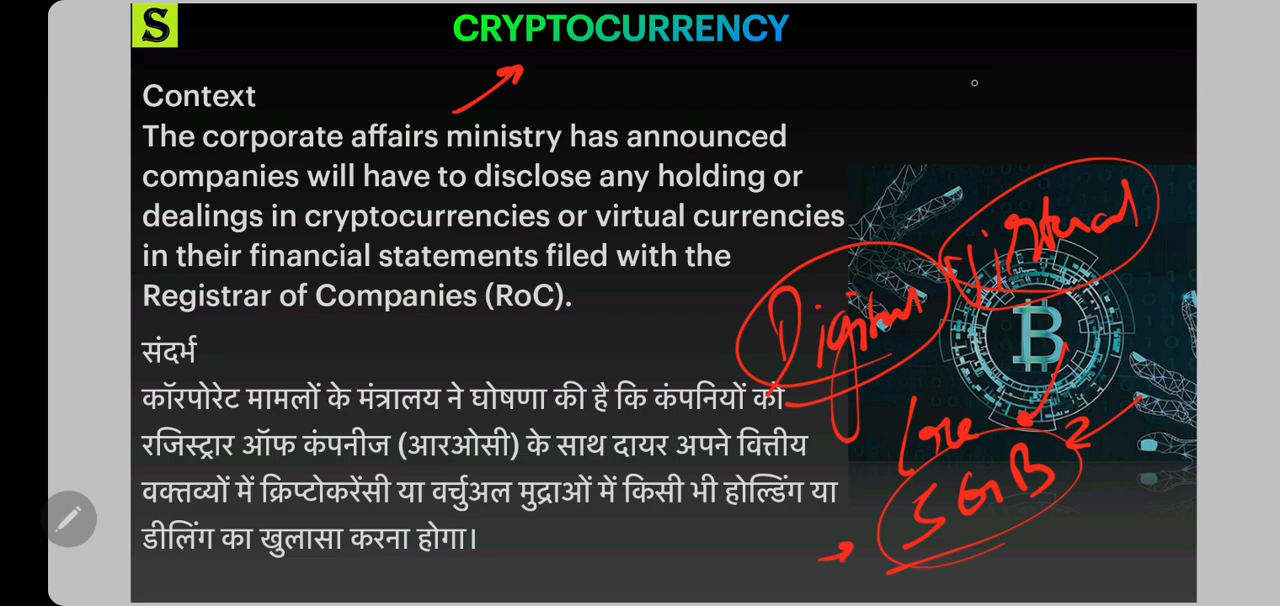 S
CRYPTOCURRENCY
Context
The corporate affairs ministry has announced
companies will have to disclose any holding or
dealings in cryptocurrencies or virtual currencies
in their financial statements filed with the
Registrar of Companies (RoC).
संदर्भ
कॉरपोरेट मामलों के मंत्रालय ने घोषणा की है कि कंपनियों को
रजिस्ट्रार ऑफ कंपनीज (आरओसी) के साथ दायर अपने वित्तीय
वक्तव्यों में क्रिप्टोकरेंसी या वर्चुअल मुद्राओं में किसी भी होल्डिंग या
डीलिंग का खुलासा करना होगा।
Digital
SGB